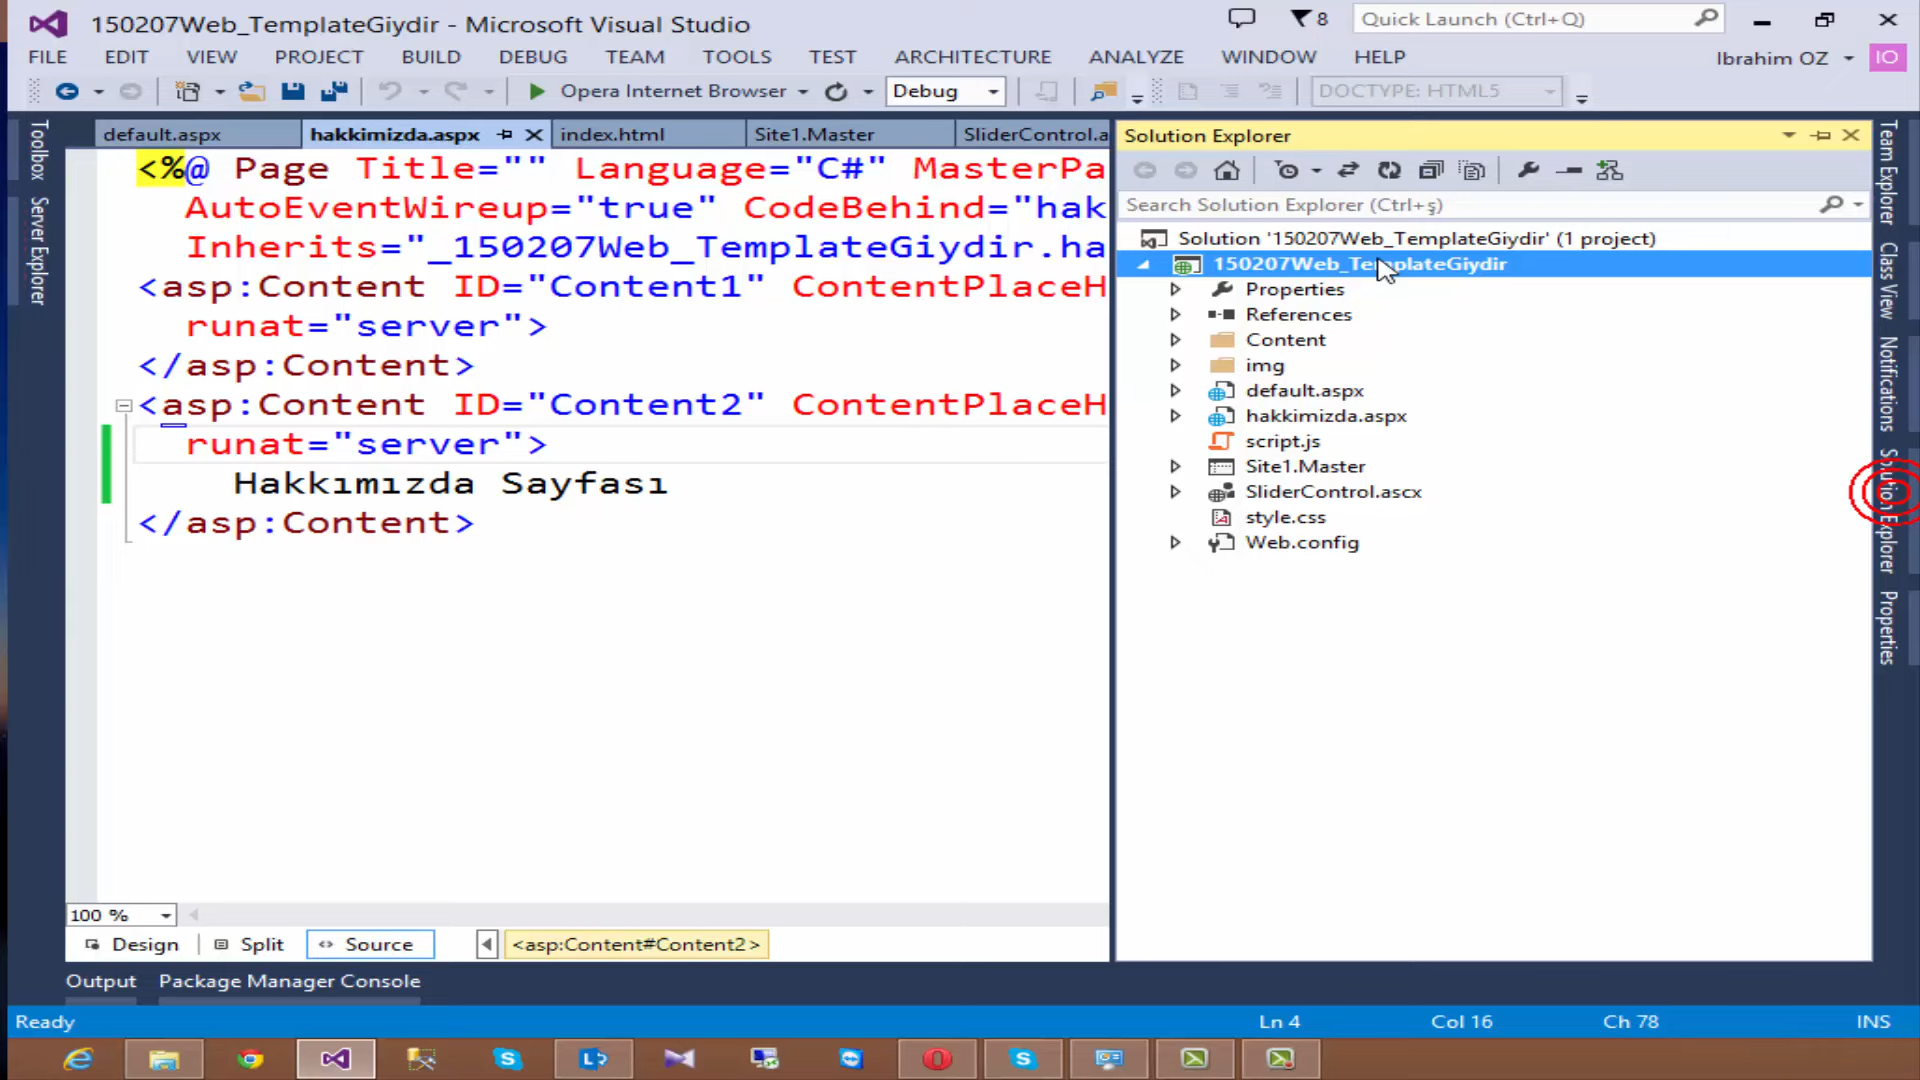 150207Web_TemplateGiydir - Microsoft Visual Studio
8
Quick Launch (Ctrl+Q)
FILE EDIT VIEW PROJECT BUILD DEBUG TEAM TOOLS TEST ARCHITECTURE ANALYZE WINDOW HELP
Ibrahim OZ
IO
Opera Internet Browser
Debug
DOCTYPE: HTML5
Toolbox
Server Explorer
default.aspx
hakkimizda.aspx
index.html
Site1.Master
SliderControl.a
<%@ Page Title="" Language="C#" MasterPa
AutoEventWireup="true" CodeBehind="hak
Inherits="_150207Web_TemplateGiydir.ha
<asp:Content ID="Content1" ContentPlaceH
runat="server">
</asp:Content>
<asp:Content ID="Content2" ContentPlaceH
runat="server">
Hakkımızda Sayfası
</asp:Content>
100 %
Design
Split
Source
<asp:Content#Content2>
Solution Explorer
Search Solution Explorer (Ctrl+ş)
Solution '150207Web_TemplateGiydir' (1 project)
150207Web_TemplateGiydir
Properties
References
Content
img
default.aspx
hakkimizda.aspx
script.js
Site1.Master
SliderControl.ascx
style.css
Web.config
Team Explorer
Class View
Notifications
Solution Explorer
Properties
Output
Package Manager Console
Ready
Ln 4
Col 16
Ch 78
INS